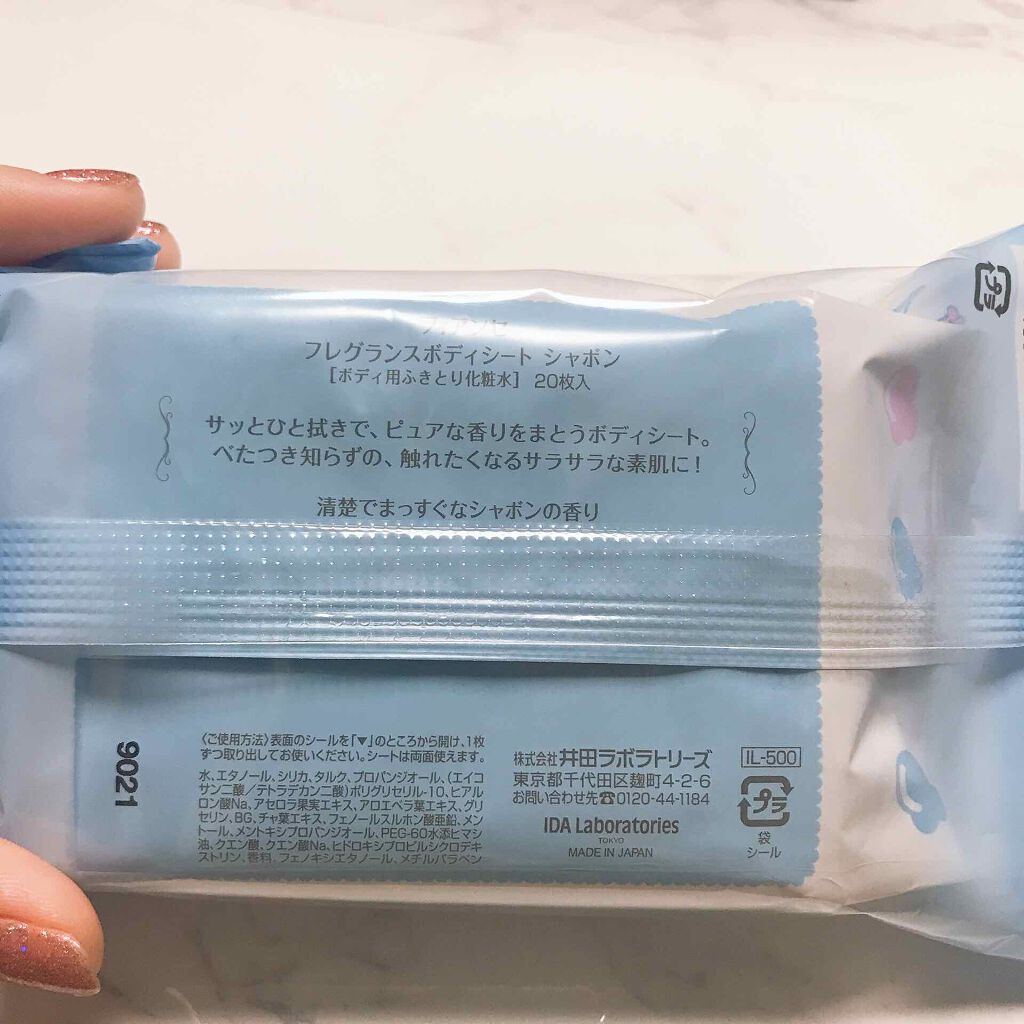 フィアンセ
フレグランスボディシート シャボン
［ボディ用ふきとり化粧水］ 20枚入
サッとひと拭きで、ピュアな香りをまとうボディシート。
べたつき知らずの、触れたくなるサラサラな素肌に！
清楚でまっすぐなシャボンの香り
9021
〈ご使用方法〉表面のシールを「▼」のところから開け、1枚
ずつ取り出してお使いください。シートは両面使えます。
水、エタノール、シリカ、タルク、プロパンジオール、（エイコ
サン二酸／テトラデカン二酸）ポリグリセリル-10、ヒアル
ロン酸Na、アセロラ果実エキス、アロエベラ葉エキス、グリ
セリン、BG、チャ葉エキス、フェノールスルホン酸亜鉛、メン
トール、メントキシプロパンジオール、PEG-60水添ヒマシ
油、クエン酸、クエン酸Na、ヒドロキシプロピルシクロデキ
ストリン、香料、フェノキシエタノール、メチルパラベン
株式会社 井田ラボラトリーズ
東京都千代田区麹町4-2-6
お問い合わせ先☎0120-44-1184
IDA Laboratories
TOKYO
MADE IN JAPAN
IL-500
プラ
袋
シール
プラ